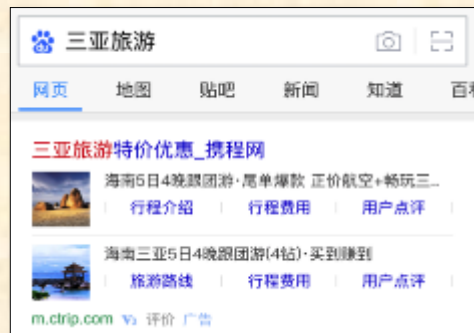 三亚旅游
网页 地图 贴吧 新闻 知道 百科
三亚旅游特价优惠_携程网
海南5日4晚跟团游·尾单爆款 正价航空+畅玩三...
行程介绍 行程费用 用户点评
海南三亚5日4晚跟团游(4钻)·买到赚到
旅游路线 行程费用 用户点评
m.ctrip.com V₃ 评价 广告